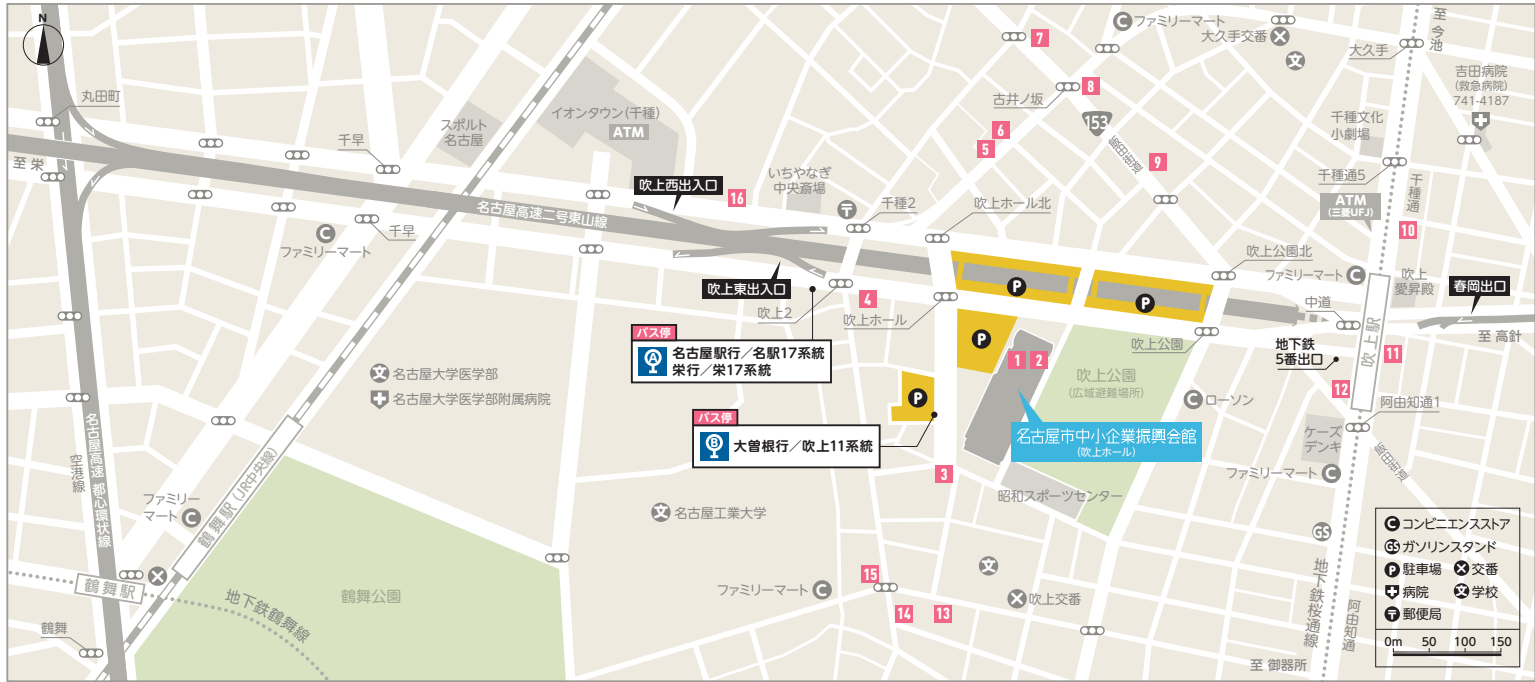 N
丸田町
至 栄
千早
スポルト
名古屋
イオンタウン(千種)
ATM
吹上西出入口
16
名古屋高速二号東山線
ファミリーマート
千早
いちやなぎ
中央斎場
千種2
吹上ホール北
7
ファミリーマート
大久手交番
古井ノ坂
8
6
5
153
飯田街道
9
大久手
至 今池
吉田病院
(救急病院)
741-4187
千種文化
小劇場
千種通5
千種通
ATM
(三菱UFJ)
10
吹上公園北
ファミリーマート
吹上
愛昇殿
春岡出口
中道
至 高針
吹上東出入口
吹上2
4
吹上ホール
P
P
P
P
1
2
吹上公園
吹上公園
(広域避難場所)
地下鉄
5番出口
吹上駅
11
12
阿由知通1
バス停
A
名古屋駅行/名駅17系統
栄行/栄17系統
バス停
B
大曽根行/吹上11系統
名古屋市中小企業振興会館
(吹上ホール)
ローソン
ケーズ
デンキ
ファミリーマート
飯田街道
3
昭和スポーツセンター
名古屋大学医学部
名古屋大学医学部附属病院
名古屋高速 都心環状線
空港線
ファミリー
マート
鶴舞駅(JR中央線)
鶴舞駅
鶴舞
地下鉄鶴舞線
鶴舞公園
名古屋工業大学
ファミリーマート
15
14
13
吹上交番
GS
地下鉄桜通線
阿由知通
至 御器所
C コンビニエンスストア
GS ガソリンスタンド
P 駐車場
交番
病院
文 学校
〒 郵便局
0m 50 100 150